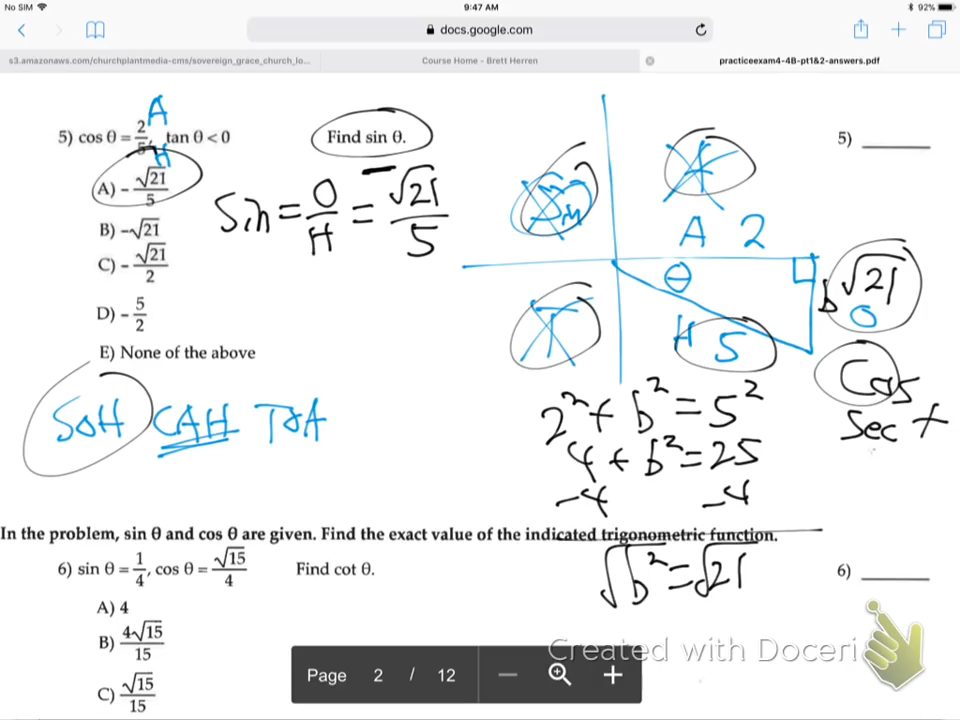 No SIM 9:47 AM 92%
docs.google.com
s3.amazonaws.com/churchplantmedia-cms/sovereign_grace_church_lo... Course Home - Brett Herren practiceexam4-4B-pt1&2-answers.pdf
A
5) cos θ = 2/5, tan θ < 0 Find sin θ. 5) ______
H
A) - √21/5
B) -√21
C) - √21/2
D) - 5/2
E) None of the above
Sin = O/H = -√21/5
SOH CAH TOA
Sin
A
T
A 2
θ
b √21
O
H 5
Cos
Sec +
2² + b² = 5²
4 + b² = 25
-4 -4
√b² = √21
In the problem, sin θ and cos θ are given. Find the exact value of the indicated trigonometric function.
6) sin θ = 1/4, cos θ = √15/4 Find cot θ. 6) ______
A) 4
B) 4√15/15
C) √15/15
Page 2 / 12
Created with Doceri